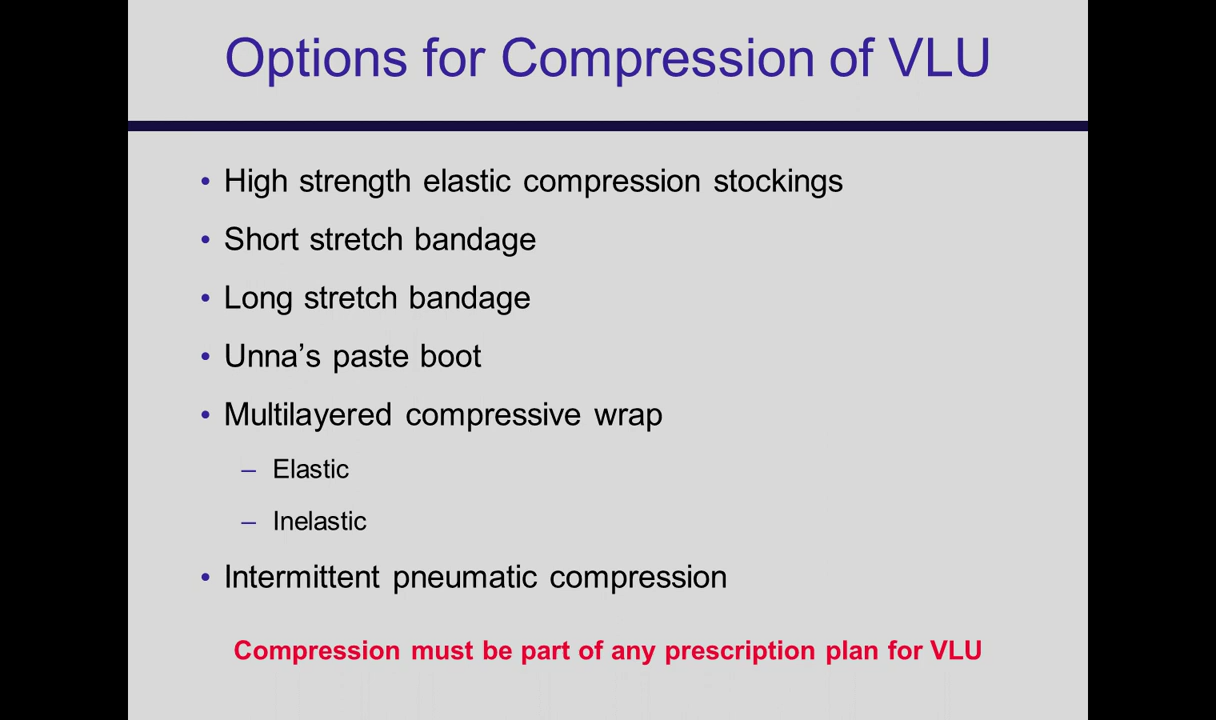 Options for Compression of VLU
• High strength elastic compression stockings
• Short stretch bandage
• Long stretch bandage
• Unna’s paste boot
• Multilayered compressive wrap
– Elastic
– Inelastic
• Intermittent pneumatic compression
Compression must be part of any prescription plan for VLU